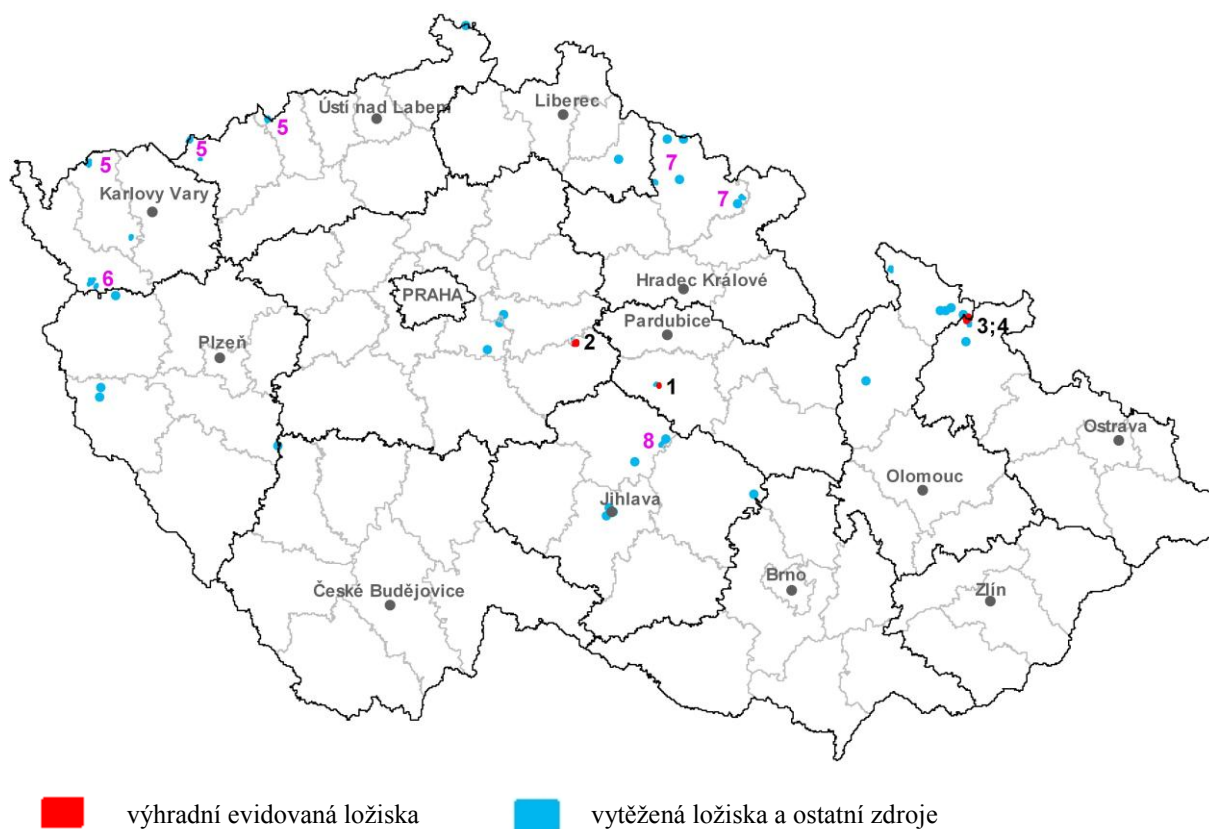 Ústí nad Labem
Liberec
5
5
5
7
Karlovy Vary
7
6
Hradec Králové
PRAHA
Pardubice
3;4
Plzeň
2
1
8
Ostrava
Olomouc
Jihlava
Brno
Zlín
České Budějovice
výhradní evidovaná ložiska
vytěžená ložiska a ostatní zdroje